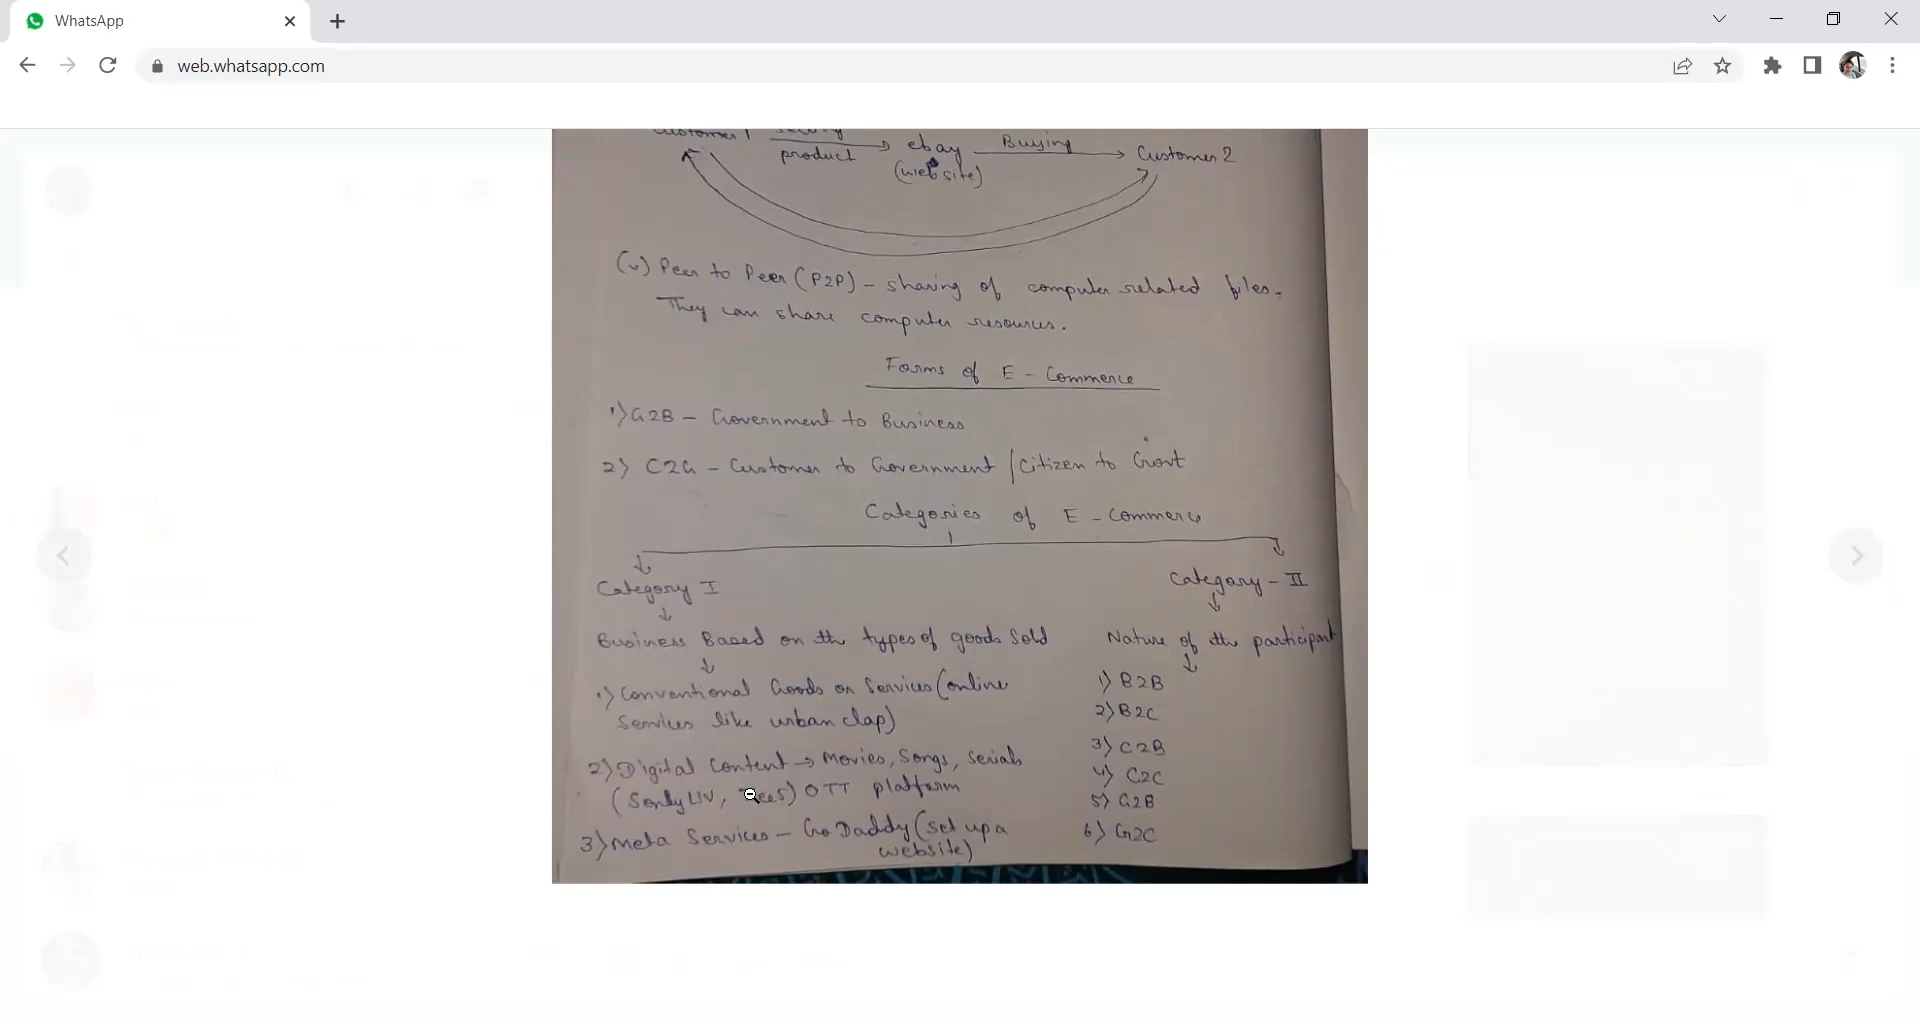 WhatsApp
web.whatsapp.com
product → ebay Buying → Customer 2
(website)
(v) Peer to Peer (P2P) - sharing of computer related files.
They can share computer resources.
Forms of E - Commerce
1) G2B - Government to Business
2) C2G - Customer to Government / Citizen to Govt
Categories of E - Commerce
Category I
Category - II
Business Based on the types of goods sold
Nature of the participant
1) Conventional Goods or Services (online
Services like urban clap)
2) Digital Content → Movies, Songs, serials
(SonlyLIV, Zee5) OTT platform
3) Meta Services - Go Daddy (set up a
website)
1) B2B
2) B2C
3) C2B
4) C2C
5) G2B
6) G2C